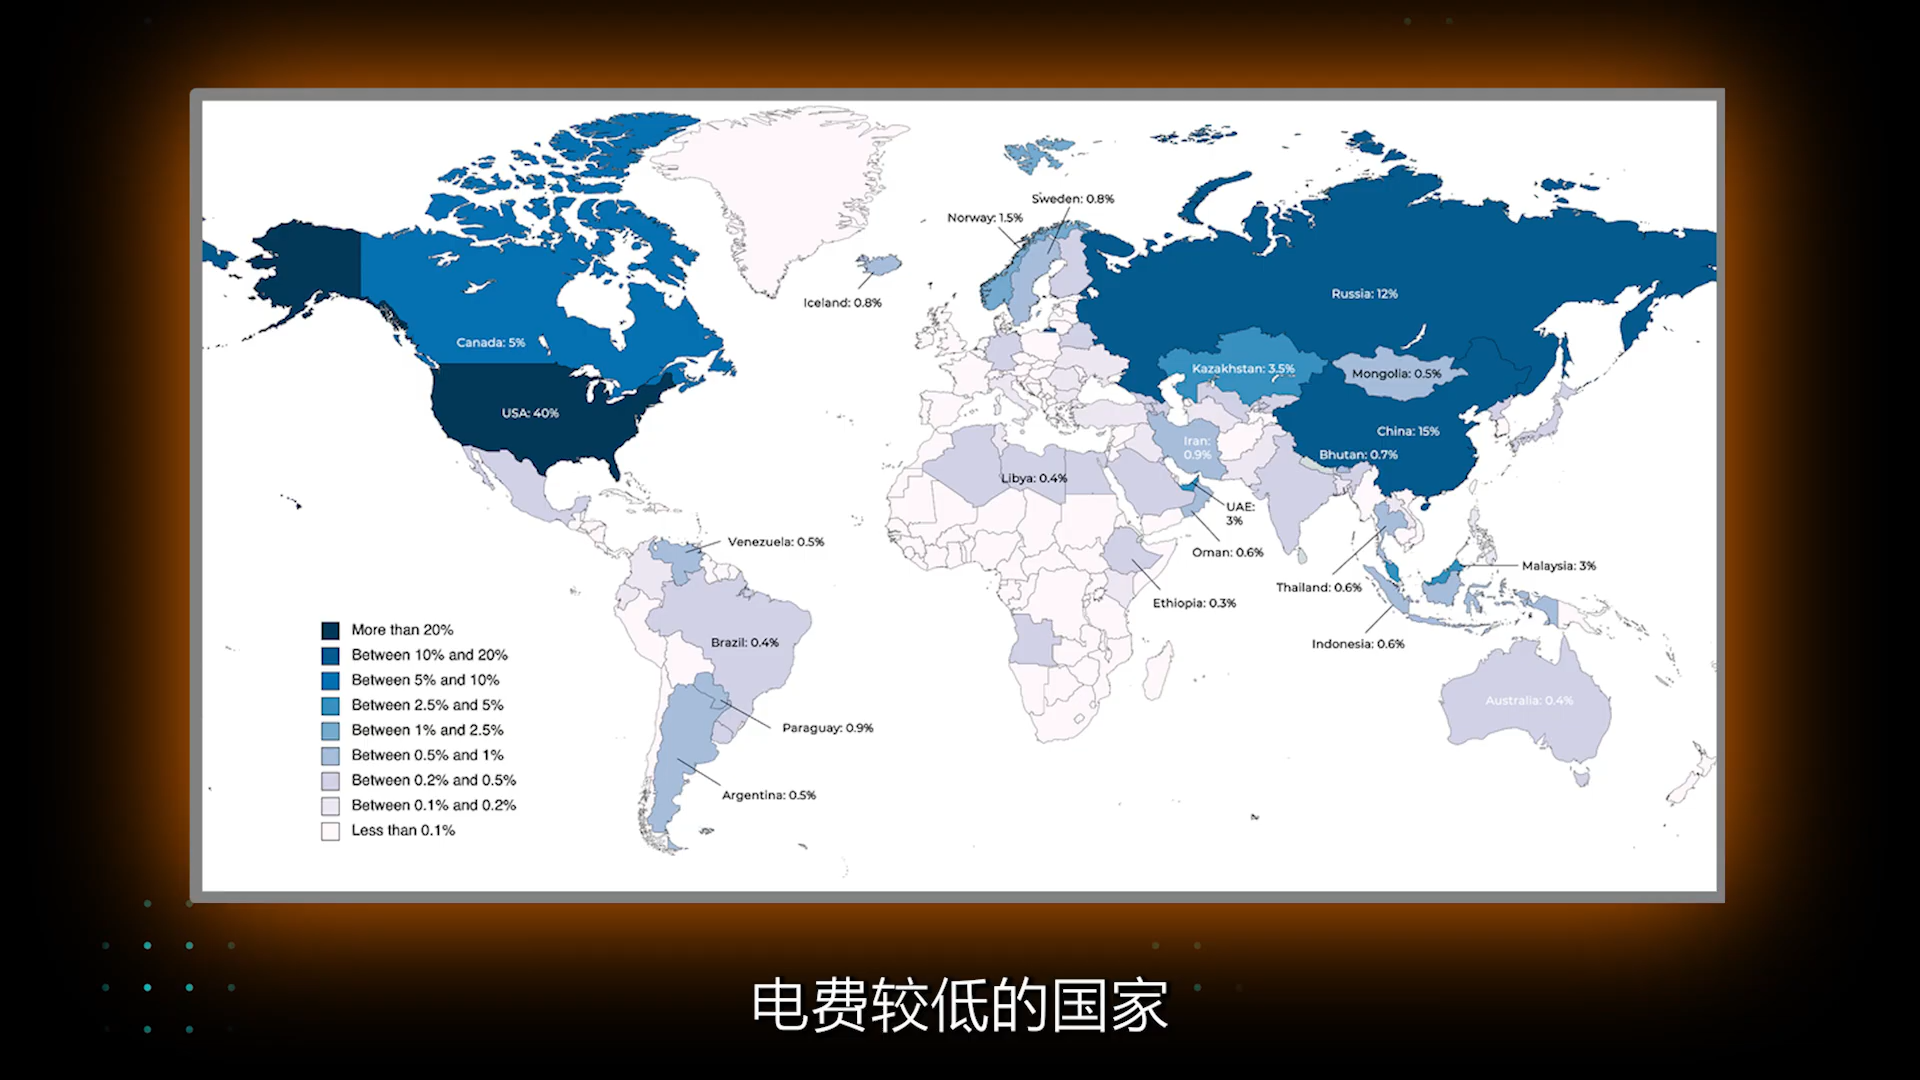 Sweden: 0.8%
Norway: 1.5%
Iceland: 0.8%
Russia: 12%
Canada: 5%
Kazakhstan: 3.5%
Mongolia: 0.5%
USA: 40%
China: 15%
Iran:
0.9%
Bhutan: 0.7%
Libya: 0.4%
UAE:
3%
Venezuela: 0.5%
Oman: 0.6%
Malaysia: 3%
Thailand: 0.6%
Ethiopia: 0.3%
Brazil: 0.4%
Indonesia: 0.6%
Australia: 0.4%
Paraguay: 0.9%
Argentina: 0.5%
More than 20%
Between 10% and 20%
Between 5% and 10%
Between 2.5% and 5%
Between 1% and 2.5%
Between 0.5% and 1%
Between 0.2% and 0.5%
Between 0.1% and 0.2%
Less than 0.1%
电费较低的国家